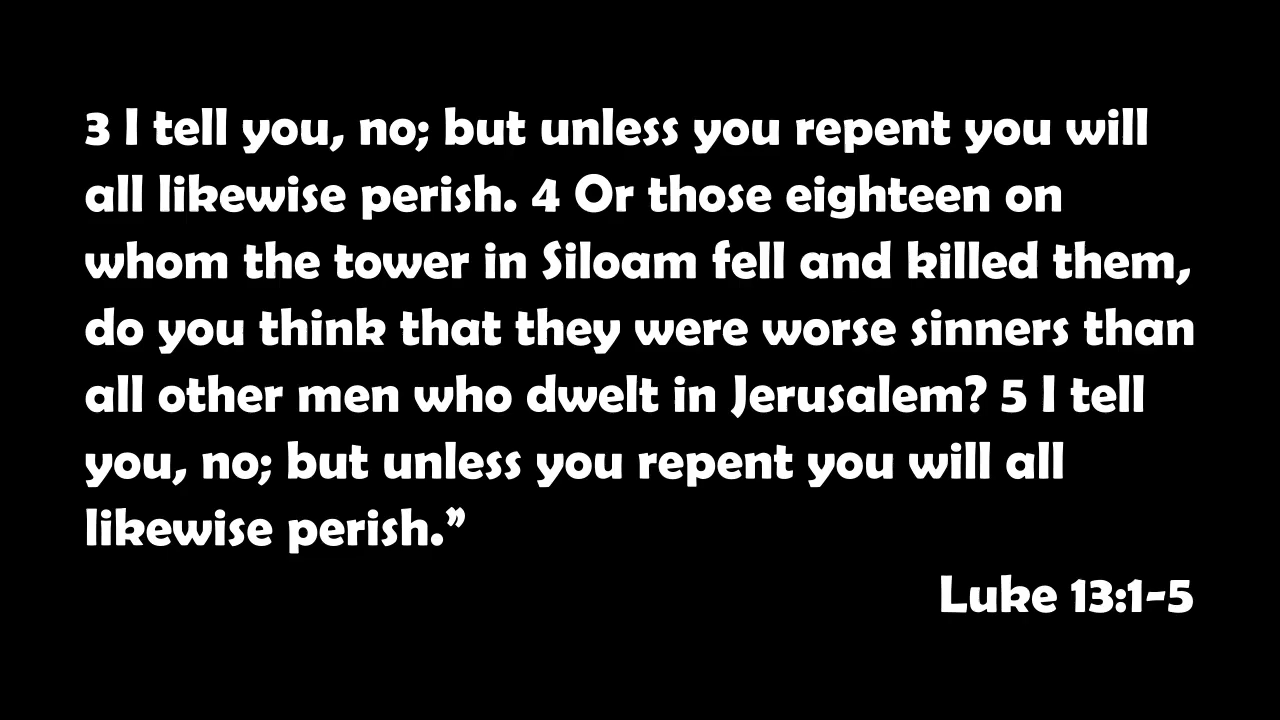 3 I tell you, no; but unless you repent you will
all likewise perish. 4 Or those eighteen on
whom the tower in Siloam fell and killed them,
do you think that they were worse sinners than
all other men who dwelt in Jerusalem? 5 I tell
you, no; but unless you repent you will all
likewise perish.”
Luke 13:1-5